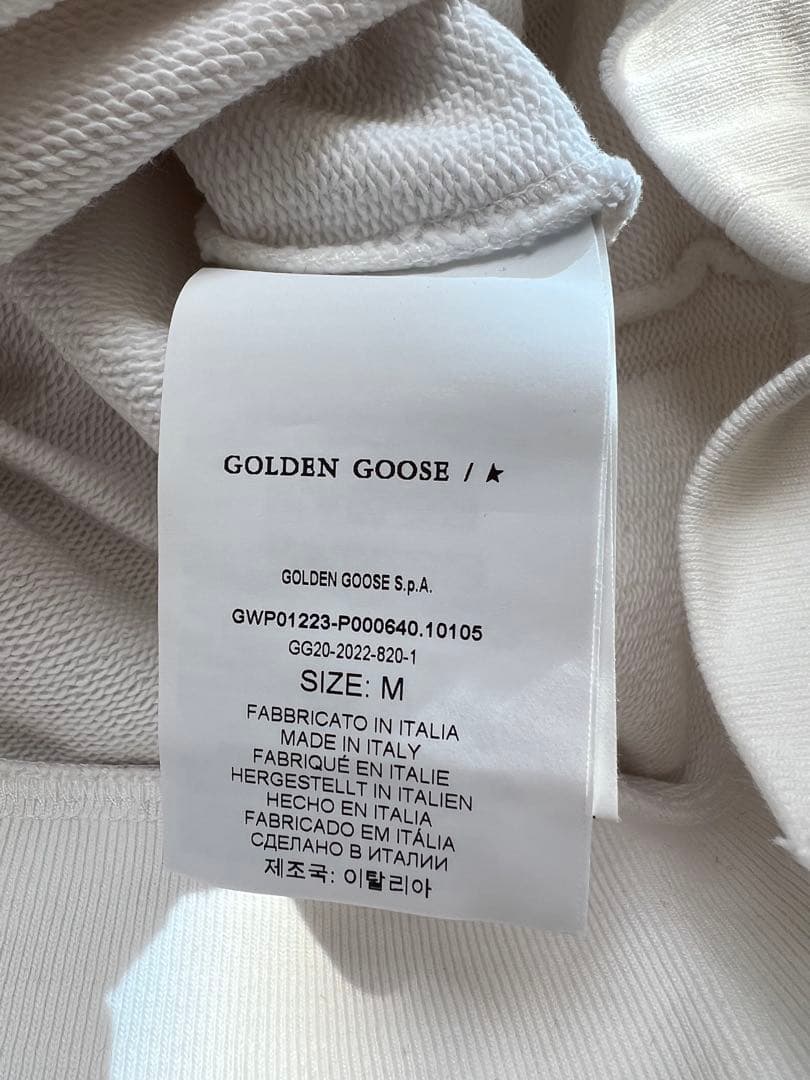 GOLDEN GOOSE / ★
GOLDEN GOOSE S.p.A.
GWP01223-P000640.10105
GG20-2022-820-1
SIZE: M
FABBRICATO IN ITALIA
MADE IN ITALY
FABRIQUÉ EN ITALIE
HERGESTELLT IN ITALIEN
HECHO EN ITALIA
FABRICADO EM ITÁLIA
СДЕЛАНО В ИТАЛИИ
제조국: 이탈리아